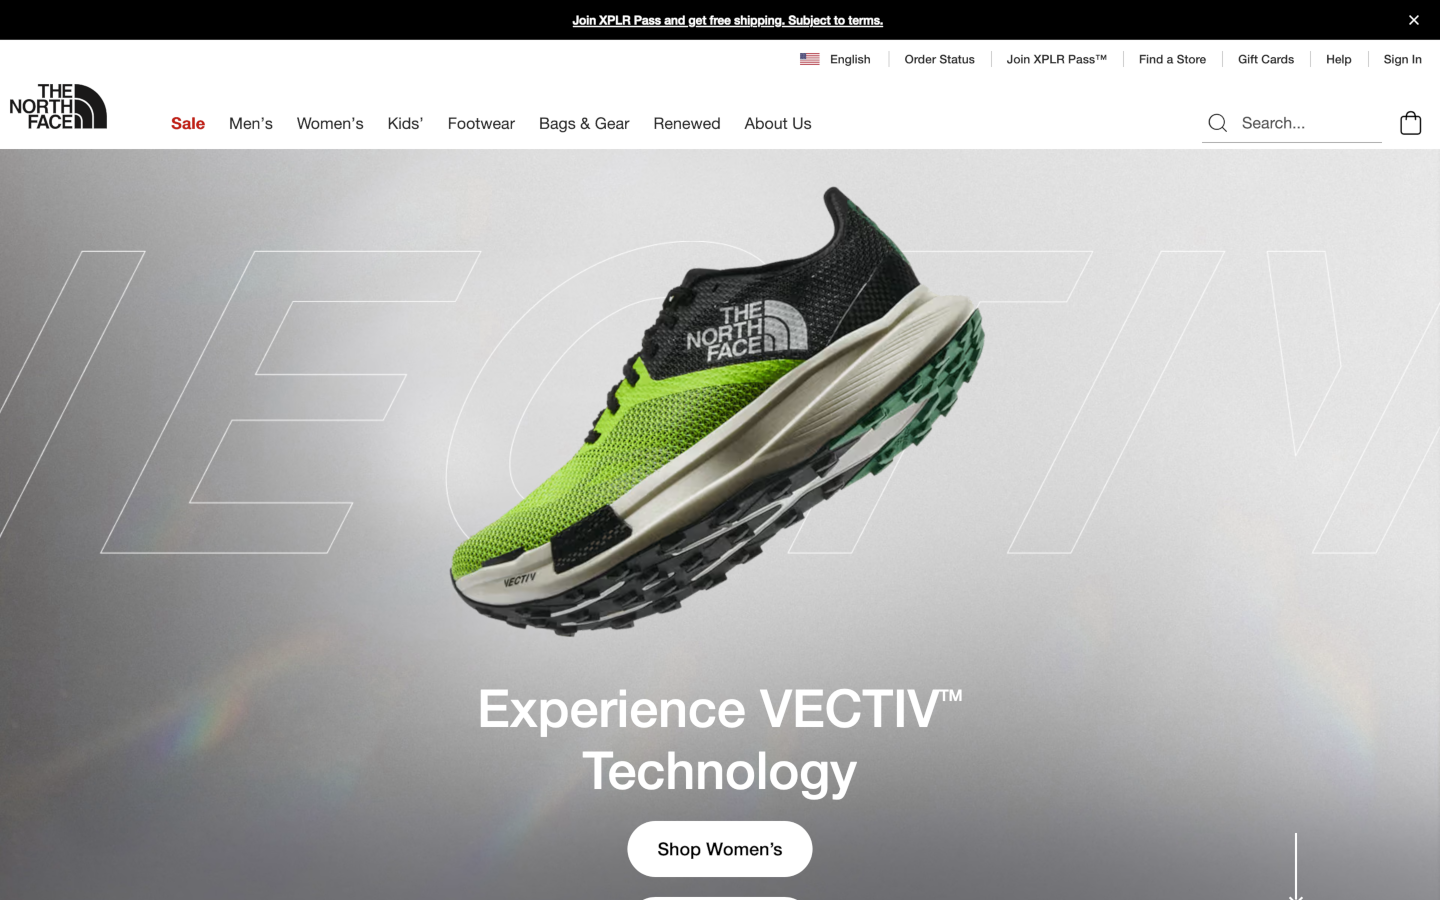 Join XPLR Pass and get free shipping. Subject to terms.
English
Order Status
Join XPLR Pass™
Find a Store
Gift Cards
Help
Sign In
THE
NORTH
FACE
Sale
Men's
Women's
Kids'
Footwear
Bags & Gear
Renewed
About Us
Search...
VECTIV
THE
NORTH
FACE
VECTIV
Experience VECTIV™
Technology
Shop Women's